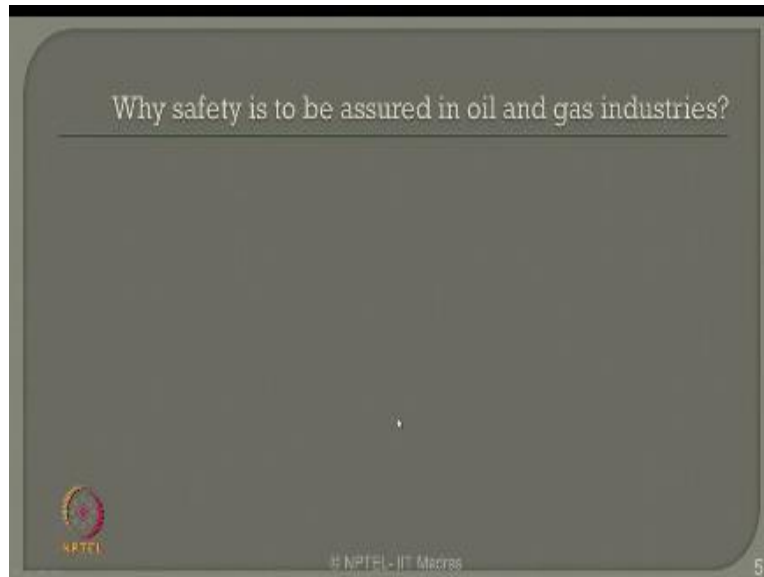 Why safety is to be assured in oil and gas industries?
NPTEL
© NPTEL - IIT Madras
5